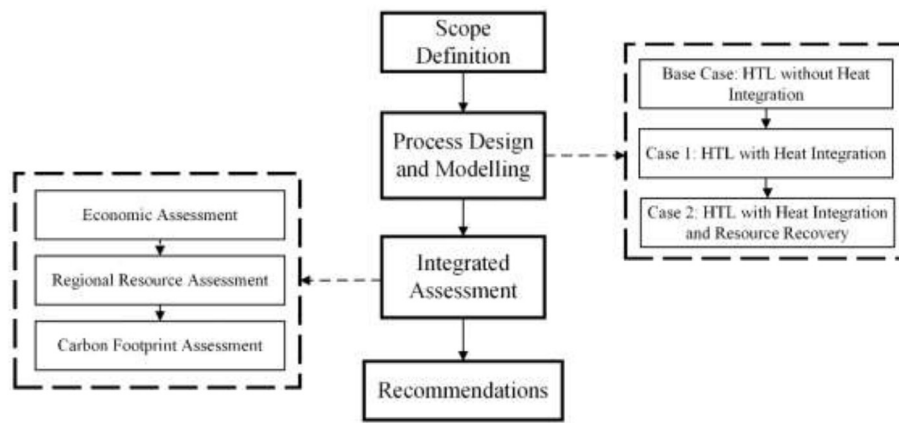 Scope
Definition
Process Design
and Modelling
Integrated
Assessment
Recommendations
Base Case: HTL without Heat
Integration
Case 1: HTL with Heat Integration
Case 2: HTL with Heat Integration
and Resource Recovery
Economic Assessment
Regional Resource Assessment
Carbon Footprint Assessment